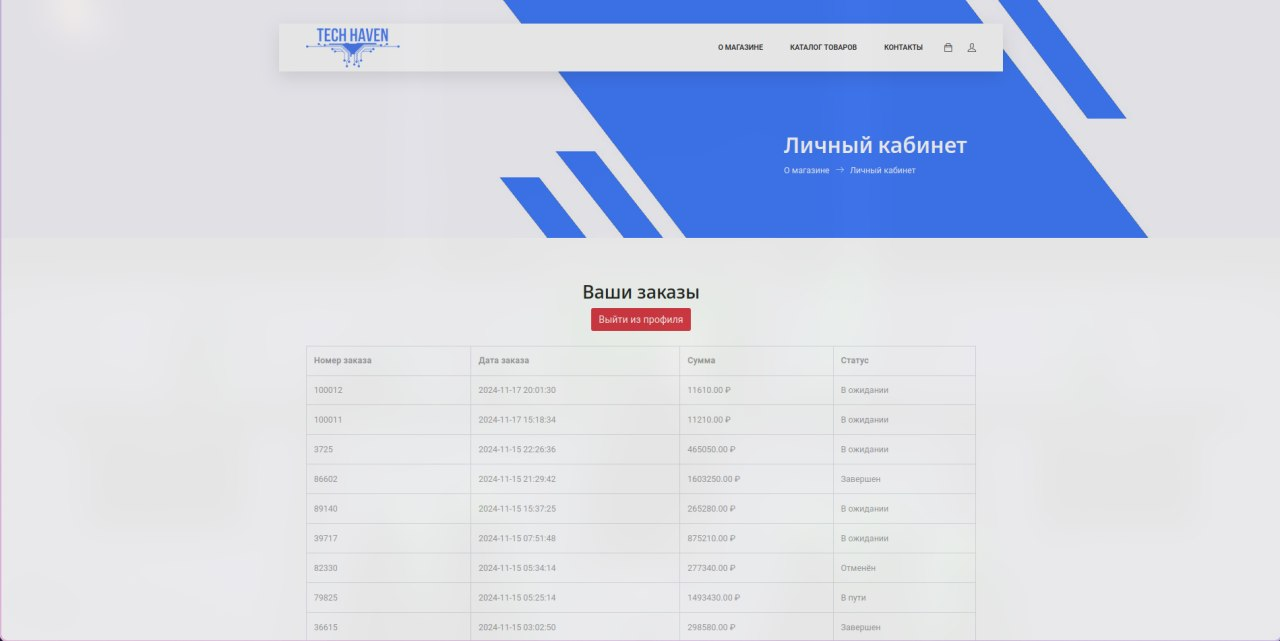 TECH HAVEN
О МАГАЗИНЕ КАТАЛОГ ТОВАРОВ КОНТАКТЫ
Личный кабинет
О магазине → Личный кабинет
Ваши заказы
Выйти из профиля
Номер заказа Дата заказа Сумма Статус
100012 2024-11-17 20:01:30 11610.00 ₽ В ожидании
100011 2024-11-17 15:18:34 11210.00 ₽ В ожидании
3725 2024-11-15 22:26:36 465050.00 ₽ В ожидании
86602 2024-11-15 21:29:42 1603250.00 ₽ Завершен
89140 2024-11-15 15:37:25 265280.00 ₽ В ожидании
39717 2024-11-15 07:51:48 875210.00 ₽ В ожидании
82330 2024-11-15 05:34:14 277340.00 ₽ Отменён
79825 2024-11-15 05:25:14 1493430.00 ₽ В пути
36615 2024-11-15 03:02:50 298580.00 ₽ Завершен